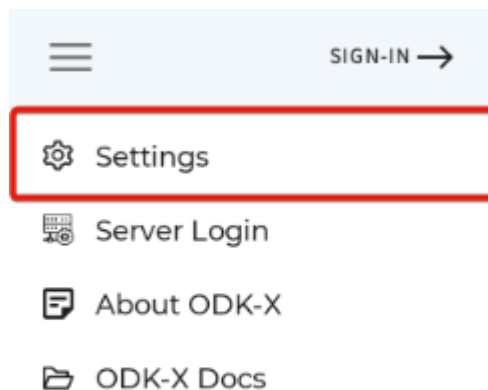 SIGN-IN
Settings
Server Login
About ODK-X
ODK-X Docs